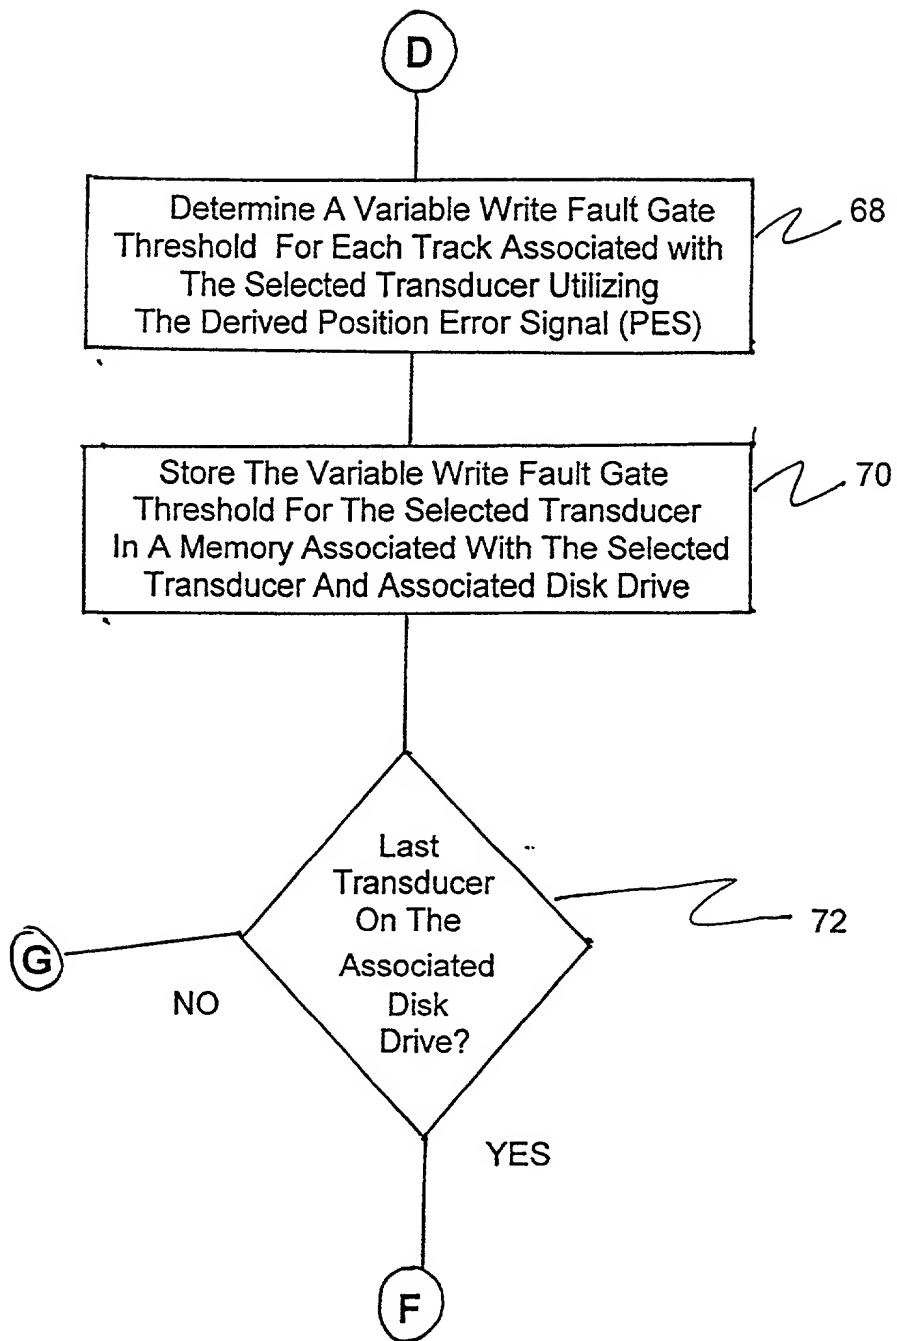 D
Determine A Variable Write Fault Gate
Threshold For Each Track Associated with
The Selected Transducer Utilizing
The Derived Position Error Signal (PES)
68
Store The Variable Write Fault Gate
Threshold For The Selected Transducer
In A Memory Associated With The Selected
Transducer And Associated Disk Drive
70
Last
Transducer
On The
Associated
Disk
Drive?
72
G
NO
YES
F